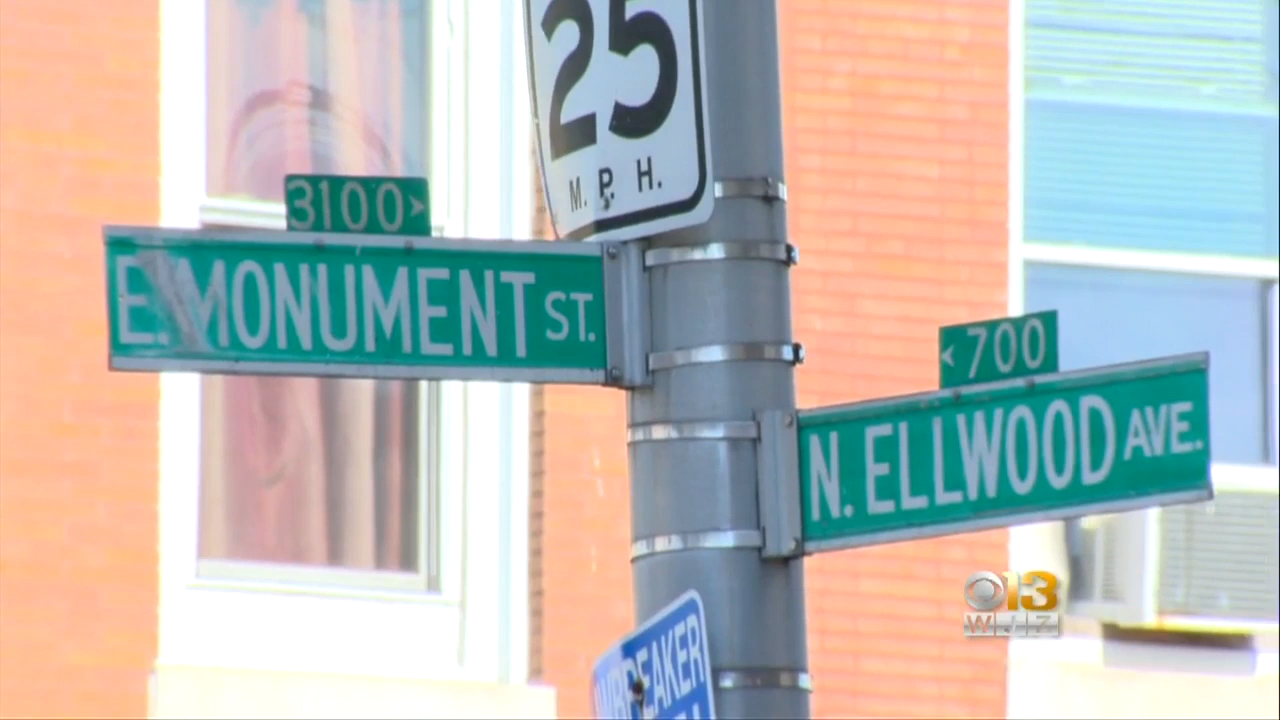 25
M. P. H.
3100 >
E. MONUMENT ST.
< 700
N. ELLWOOD AVE.
13
WJZ